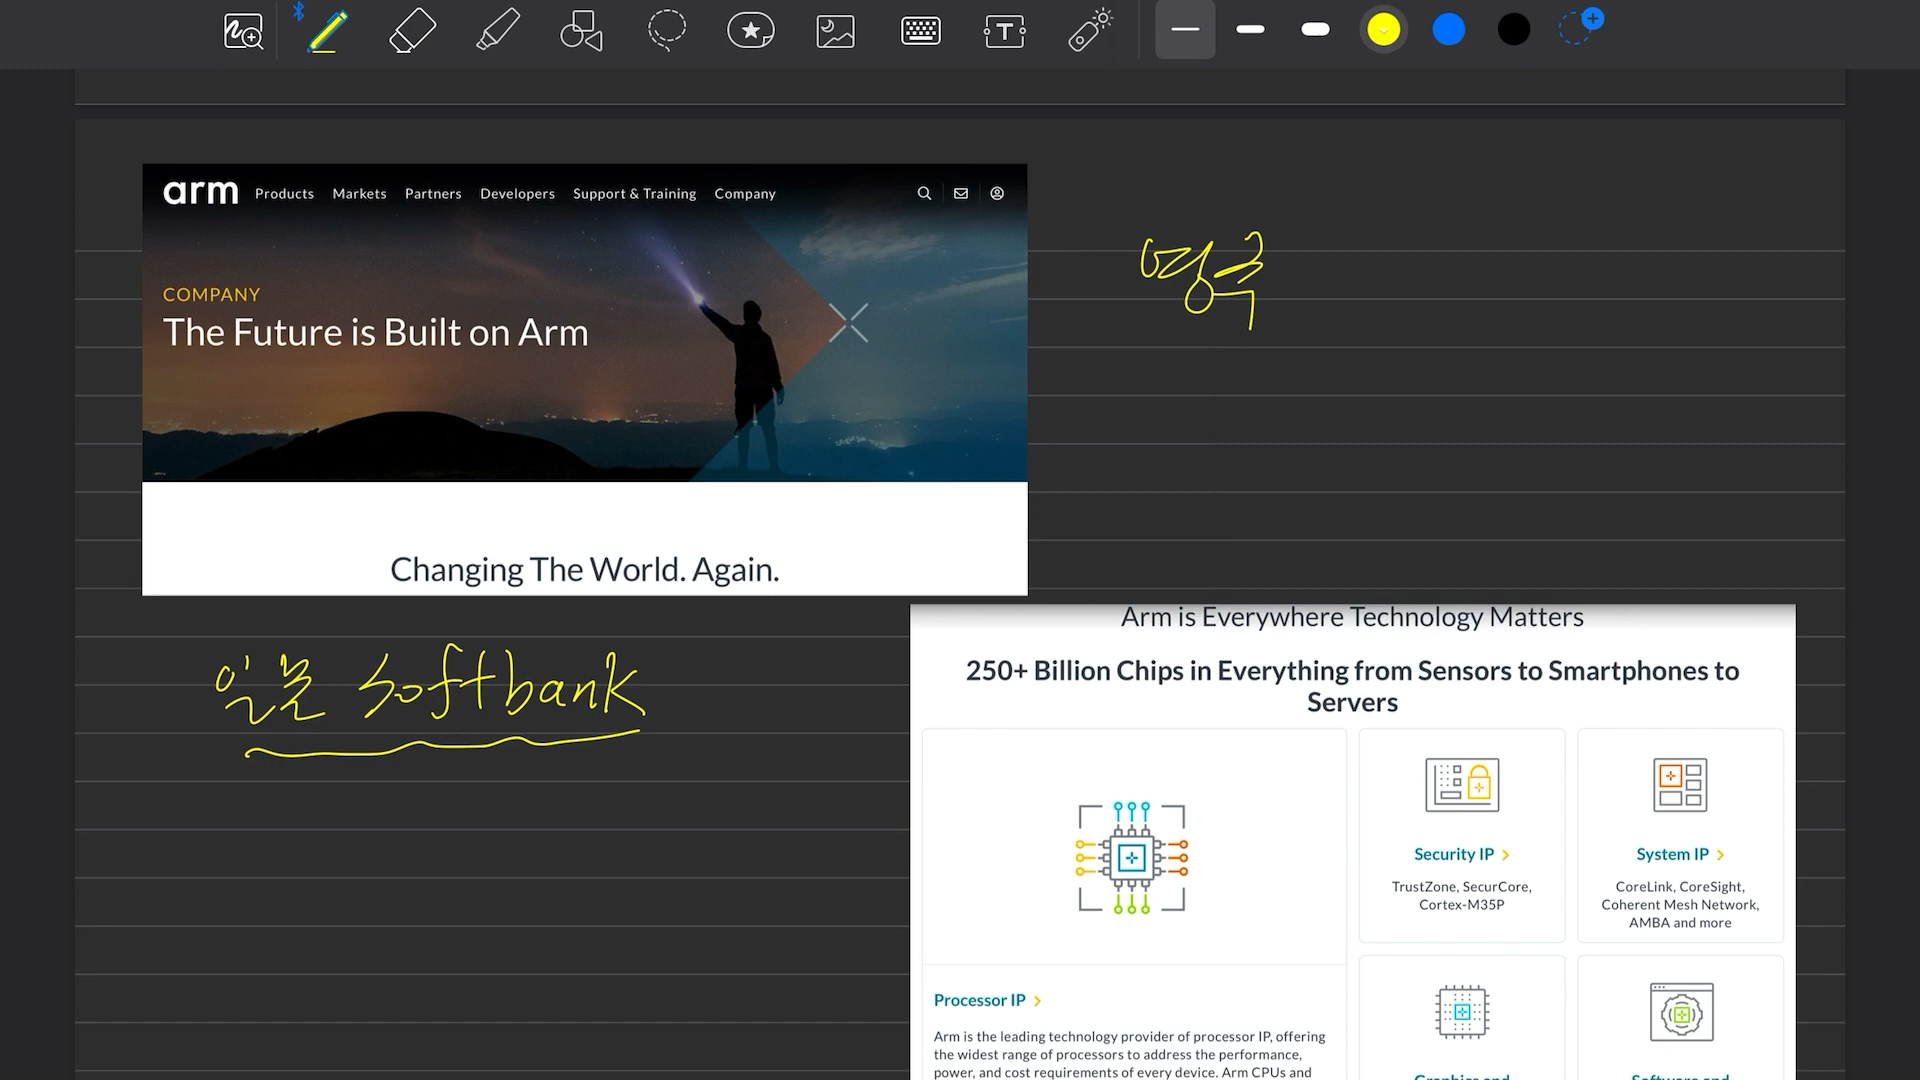 arm Products Markets Partners Developers Support & Training Company
COMPANY
The Future is Built on Arm
영국
Changing The World. Again.
일본 softbank
Arm is Everywhere Technology Matters
250+ Billion Chips in Everything from Sensors to Smartphones to
Servers
Security IP
TrustZone, SecurCore,
Cortex-M35P
System IP
CoreLink, CoreSight,
Coherent Mesh Network,
AMBA and more
Processor IP
Arm is the leading technology provider of processor IP, offering
the widest range of processors to address the performance,
power, and cost requirements of every device. Arm CPUs and
Graphics and
Software and